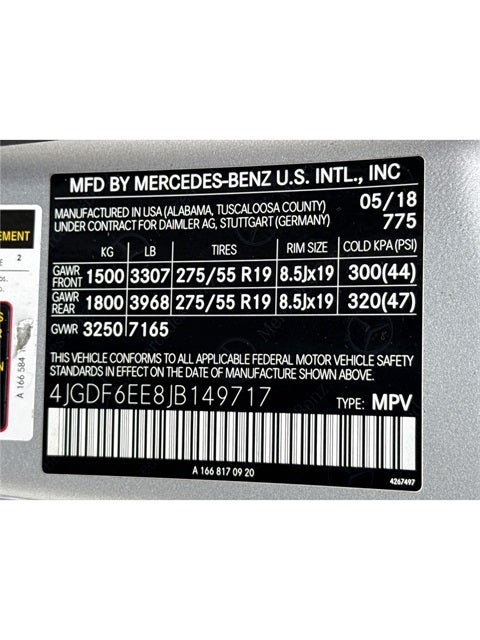 MFD BY MERCEDES-BENZ U.S. INTL., INC
MANUFACTURED IN USA (ALABAMA, TUSCALOOSA COUNTY) 05/18
UNDER CONTRACT FOR DAIMLER AG, STUTTGART (GERMANY) 775
KG LB TIRES RIM SIZE COLD KPA (PSI)
GAWR FRONT 1500 3307 275/55 R19 8.5Jx19 300(44)
GAWR REAR 1800 3968 275/55 R19 8.5Jx19 320(47)
GVWR 3250 7165
THIS VEHICLE CONFORMS TO ALL APPLICABLE FEDERAL MOTOR VEHICLE SAFETY
STANDARDS IN EFFECT ON THE DATE OF MANUFACTURE SHOWN ABOVE.
4JGDF6EE8JB149717 TYPE: MPV
A 166 817 09 20
4267497
EMENT
2
A 166 584